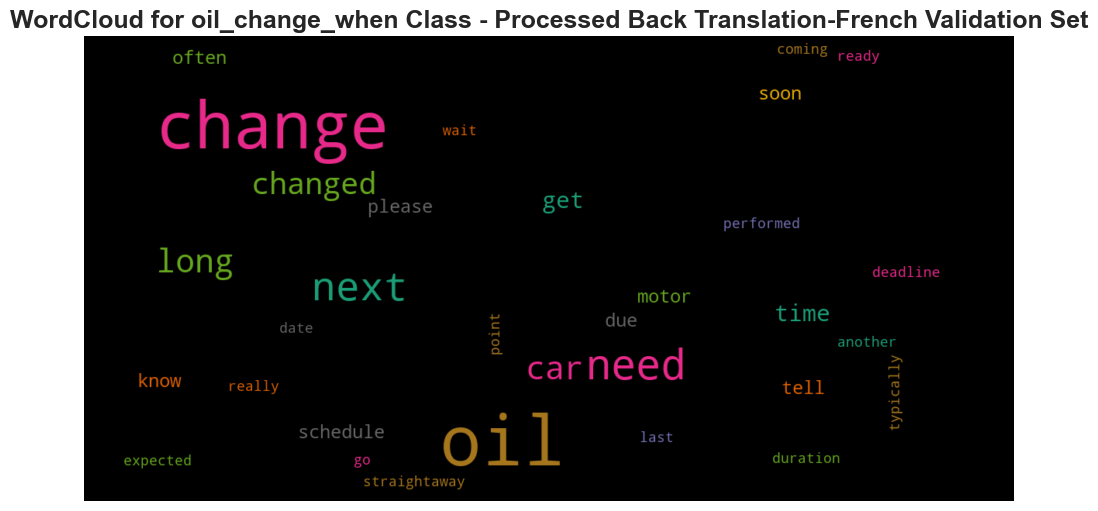 WordCloud for oil_change_when Class - Processed Back Translation-French Validation Set
coming
often
ready
soon
change
wait
changed
please
get
performed
long
deadline
next
motor
time
due
date
point
another
car
need
know
really
tell
typically
oil
schedule
last
expected
go
duration
straightaway